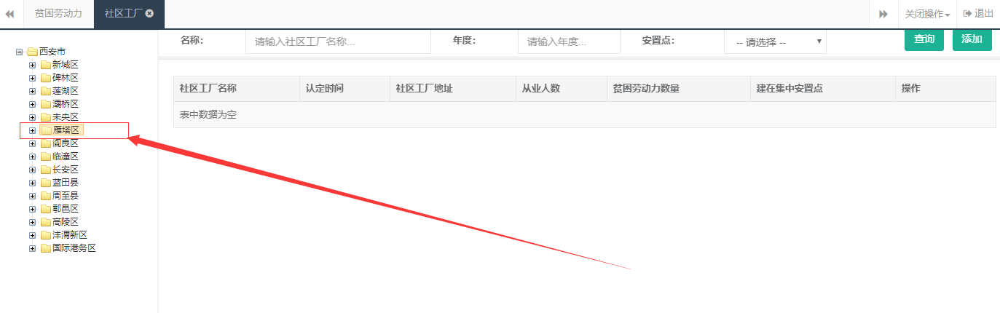 贫困劳动力 社区工厂 关闭操作 退出
名称: 请输入社区工厂名称... 年度: 请输入年度... 安置点: -- 请选择 -- 查询 添加
西安市
新城区
碑林区
莲湖区
灞桥区
未央区
雁塔区
阎良区
临潼区
长安区
蓝田县
周至县
鄠邑区
高陵区
沣渭新区
国际港务区
社区工厂名称 认定时间 社区工厂地址 从业人数 贫困劳动力数量 建在集中安置点 操作
表中数据为空